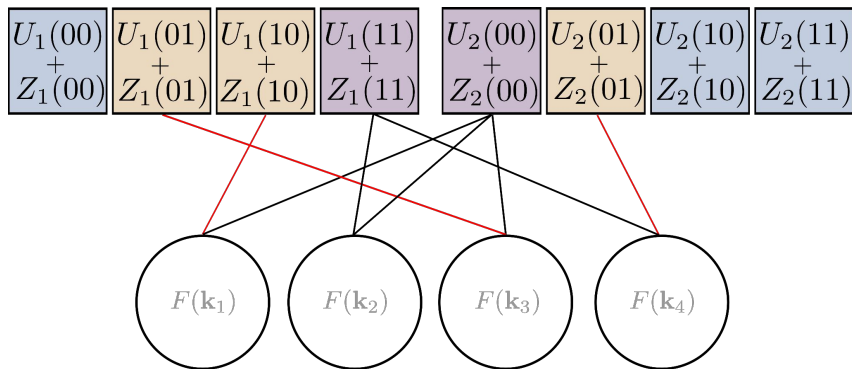 U₁(00) U₁(01) U₁(10) U₁(11) U₂(00) U₂(01) U₂(10) U₂(11)
+ + + + + + + +
Z₁(00) Z₁(01) Z₁(10) Z₁(11) Z₂(00) Z₂(01) Z₂(10) Z₂(11)
F(𝐤₁) F(𝐤₂) F(𝐤₃) F(𝐤₄)